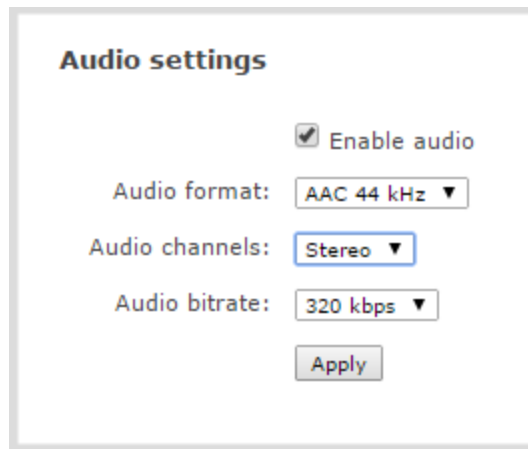 Audio settings
Enable audio
Audio format: AAC 44 kHz
Audio channels: Stereo
Audio bitrate: 320 kbps
Apply